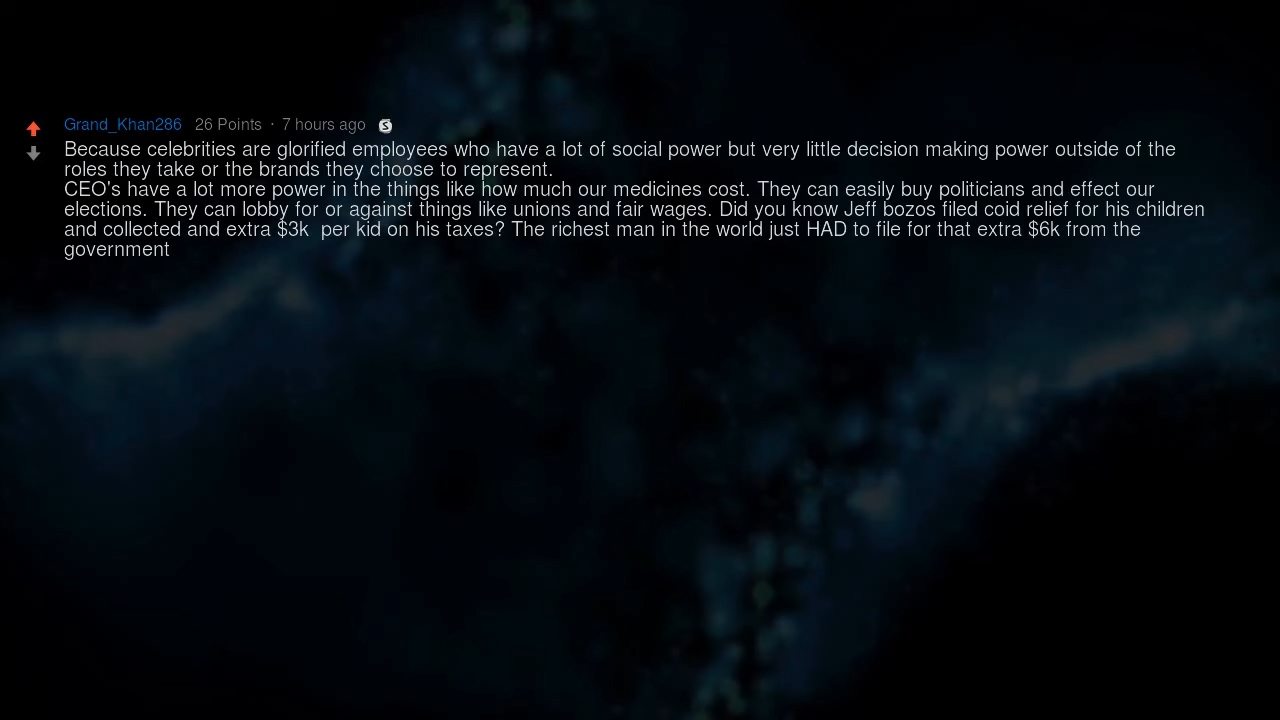 Grand_Khan286 26 Points · 7 hours ago
Because celebrities are glorified employees who have a lot of social power but very little decision making power outside of the
roles they take or the brands they choose to represent.
CEO's have a lot more power in the things like how much our medicines cost. They can easily buy politicians and effect our
elections. They can lobby for or against things like unions and fair wages. Did you know Jeff bozos filed coid relief for his children
and collected and extra $3k  per kid on his taxes? The richest man in the world just HAD to file for that extra $6k from the
government